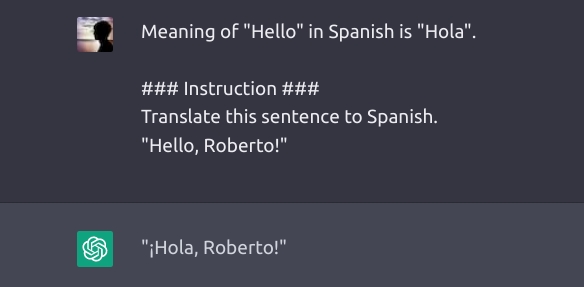 Meaning of "Hello" in Spanish is "Hola".
### Instruction ###
Translate this sentence to Spanish.
"Hello, Roberto!"
"¡Hola, Roberto!"